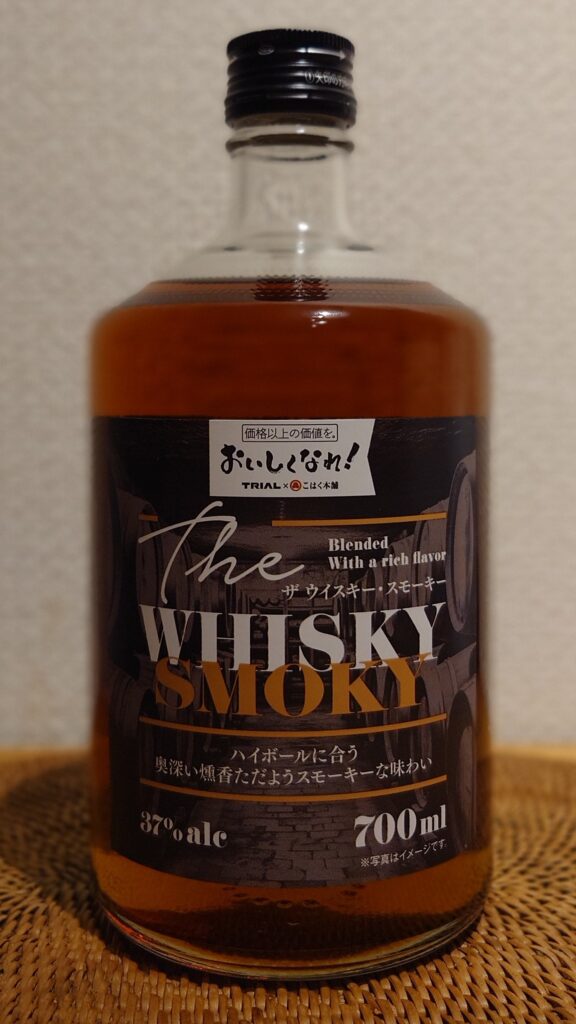 価格以上の価値を。
おいしくなれ!
TRIAL × こはく本舗
The
Blended
With a rich flavor
ザ ウイスキー・スモーキー
WHISKY
SMOKY
ハイボールに合う
奥深い燻香ただようスモーキーな味わい
37% alc
700ml
※写真はイメージです。